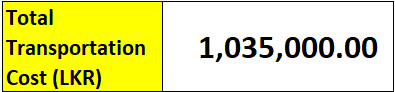 Total
Transportation
Cost (LKR)
1,035,000.00